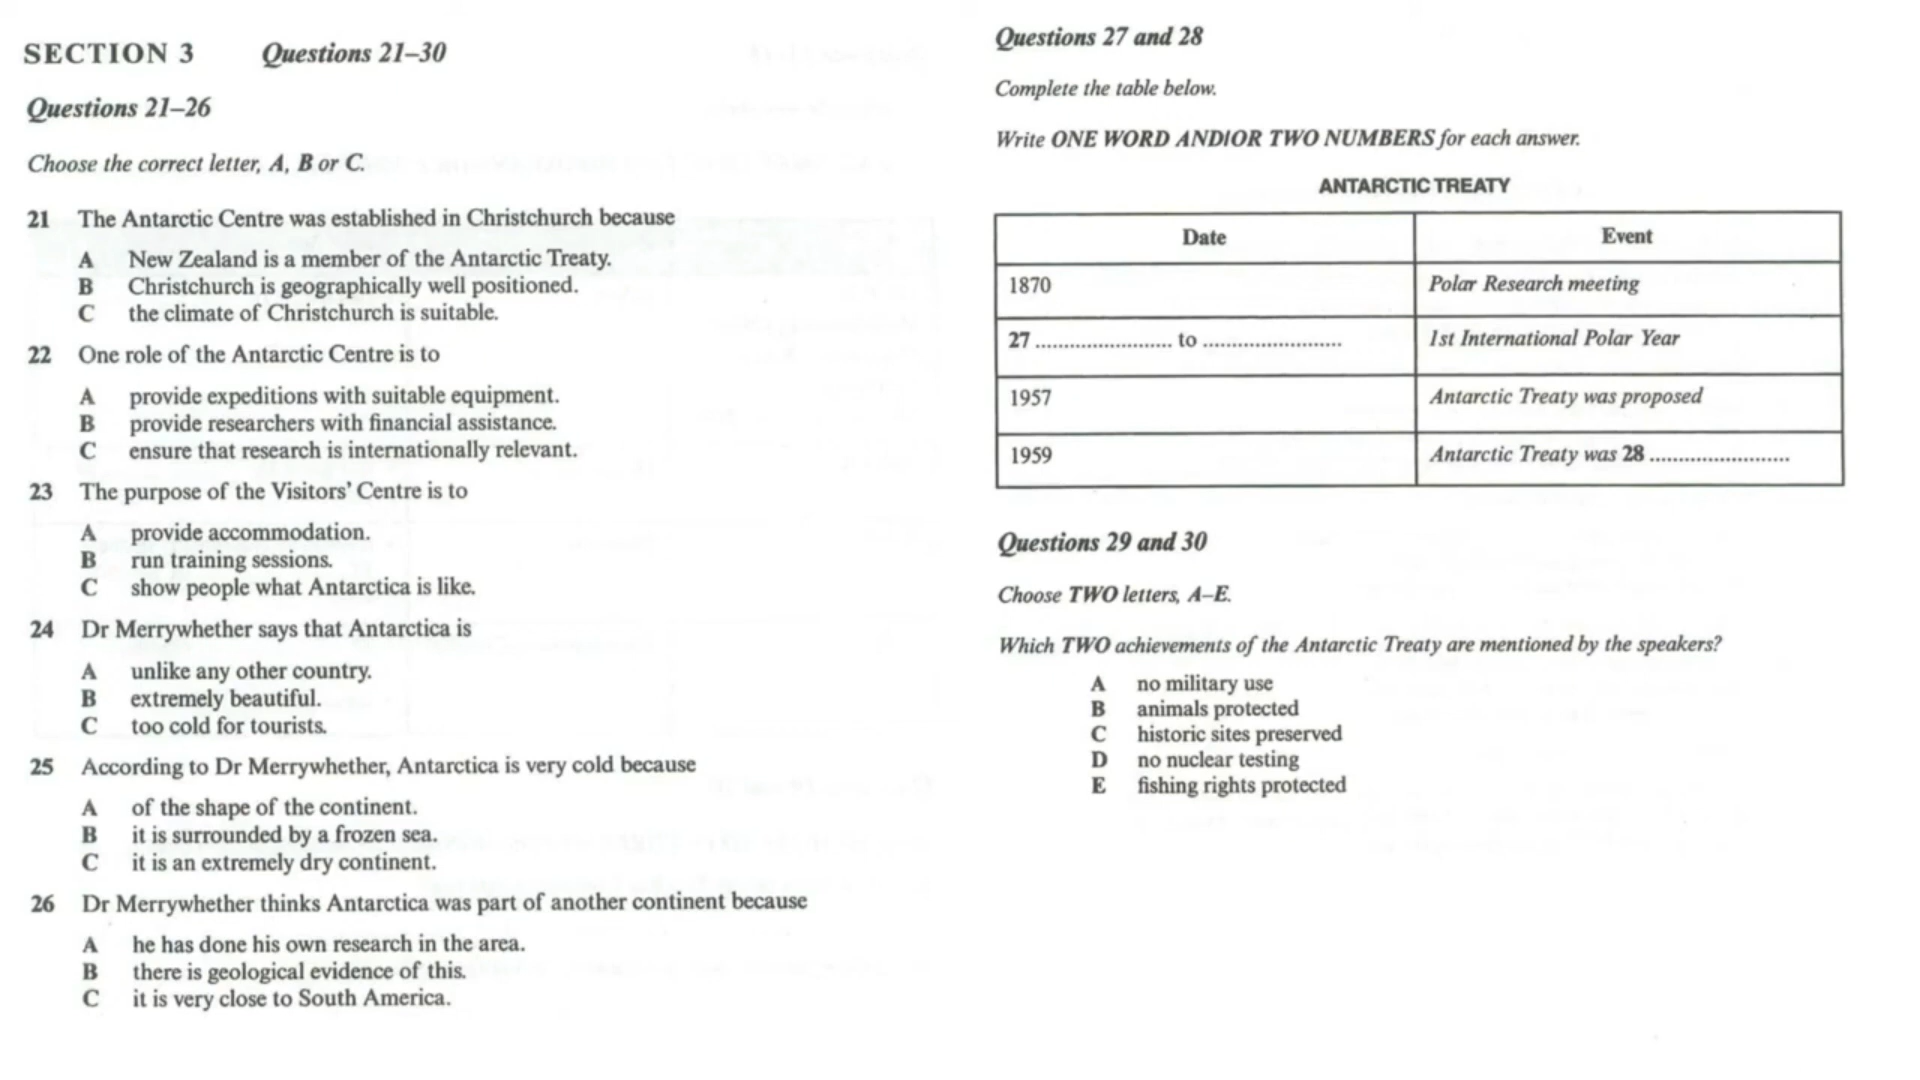 SECTION 3 Questions 21–30
Questions 21–26
Choose the correct letter, A, B or C.
21 The Antarctic Centre was established in Christchurch because
A New Zealand is a member of the Antarctic Treaty.
B Christchurch is geographically well positioned.
C the climate of Christchurch is suitable.
22 One role of the Antarctic Centre is to
A provide expeditions with suitable equipment.
B provide researchers with financial assistance.
C ensure that research is internationally relevant.
23 The purpose of the Visitors' Centre is to
A provide accommodation.
B run training sessions.
C show people what Antarctica is like.
24 Dr Merrywhether says that Antarctica is
A unlike any other country.
B extremely beautiful.
C too cold for tourists.
25 According to Dr Merrywhether, Antarctica is very cold because
A of the shape of the continent.
B it is surrounded by a frozen sea.
C it is an extremely dry continent.
26 Dr Merrywhether thinks Antarctica was part of another continent because
A he has done his own research in the area.
B there is geological evidence of this.
C it is very close to South America.
Questions 27 and 28
Complete the table below.
Write ONE WORD AND/OR TWO NUMBERS for each answer.
ANTARCTIC TREATY
Date Event
1870 Polar Research meeting
27 ....................... to ....................... 1st International Polar Year
1957 Antarctic Treaty was proposed
1959 Antarctic Treaty was 28 .......................
Questions 29 and 30
Choose TWO letters, A–E.
Which TWO achievements of the Antarctic Treaty are mentioned by the speakers?
A no military use
B animals protected
C historic sites preserved
D no nuclear testing
E fishing rights protected